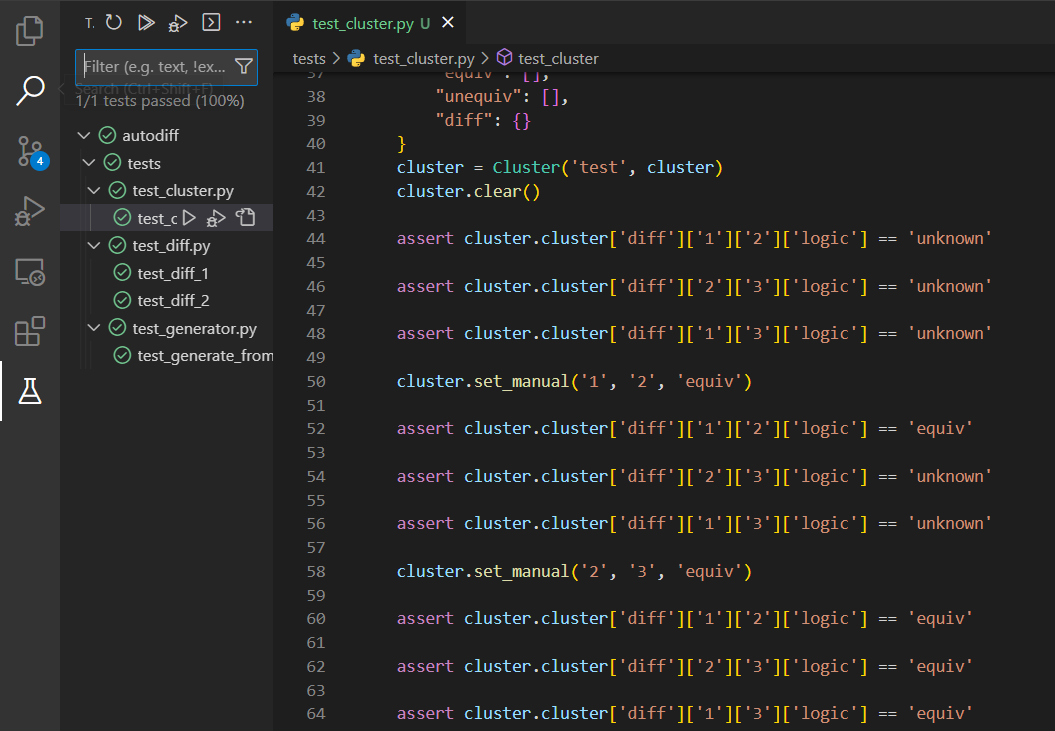 T.
test_cluster.py U
Filter (e.g. text, !ex...
Search (Ctrl+Shift+F)
1/1 tests passed (100%)
4
autodiff
tests
test_cluster.py
test_c
test_diff.py
test_diff_1
test_diff_2
test_generator.py
test_generate_from
tests > test_cluster.py > test_cluster
37 "equiv": [],
38 "unequiv": [],
39 "diff": {}
40 }
41 cluster = Cluster('test', cluster)
42 cluster.clear()
43
44 assert cluster.cluster['diff']['1']['2']['logic'] == 'unknown'
45
46 assert cluster.cluster['diff']['2']['3']['logic'] == 'unknown'
47
48 assert cluster.cluster['diff']['1']['3']['logic'] == 'unknown'
49
50 cluster.set_manual('1', '2', 'equiv')
51
52 assert cluster.cluster['diff']['1']['2']['logic'] == 'equiv'
53
54 assert cluster.cluster['diff']['2']['3']['logic'] == 'unknown'
55
56 assert cluster.cluster['diff']['1']['3']['logic'] == 'unknown'
57
58 cluster.set_manual('2', '3', 'equiv')
59
60 assert cluster.cluster['diff']['1']['2']['logic'] == 'equiv'
61
62 assert cluster.cluster['diff']['2']['3']['logic'] == 'equiv'
63
64 assert cluster.cluster['diff']['1']['3']['logic'] == 'equiv'